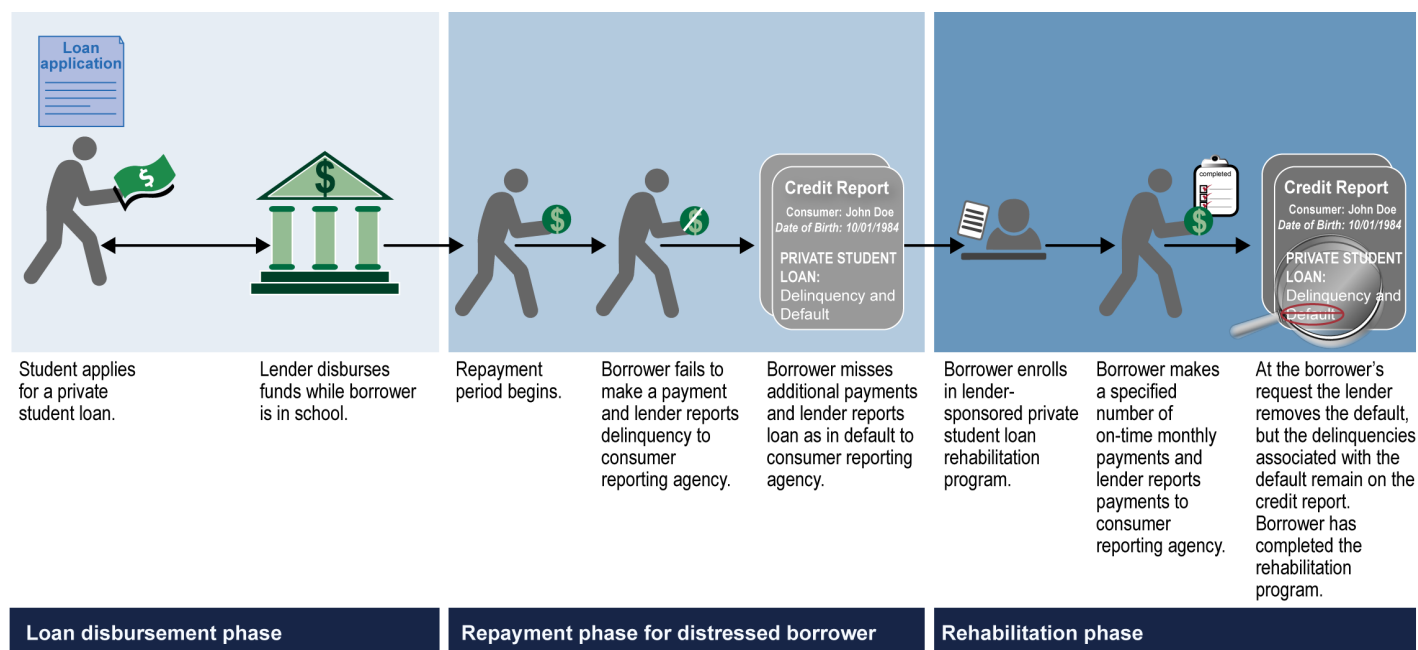 Loan
application
$
$
$
$
Credit Report
Consumer: John Doe
Date of Birth: 10/01/1984
PRIVATE STUDENT
LOAN:
Delinquency and
Default
completed
$
Credit Report
Consumer: John Doe
Date of Birth: 10/01/1984
PRIVATE STUDENT
LOAN:
Delinquency and
Default
Student applies
for a private
student loan.
Lender disburses
funds while borrower
is in school.
Repayment
period begins.
Borrower fails to
make a payment
and lender reports
delinquency to
consumer
reporting agency.
Borrower misses
additional payments
and lender reports
loan as in default to
consumer reporting
agency.
Borrower enrolls
in lender-
sponsored private
student loan
rehabilitation
program.
Borrower makes
a specified
number of
on-time monthly
payments and
lender reports
payments to
consumer
reporting agency.
At the borrower’s
request the lender
removes the default,
but the delinquencies
associated with the
default remain on the
credit report.
Borrower has
completed the
rehabilitation
program.
Loan disbursement phase
Repayment phase for distressed borrower
Rehabilitation phase